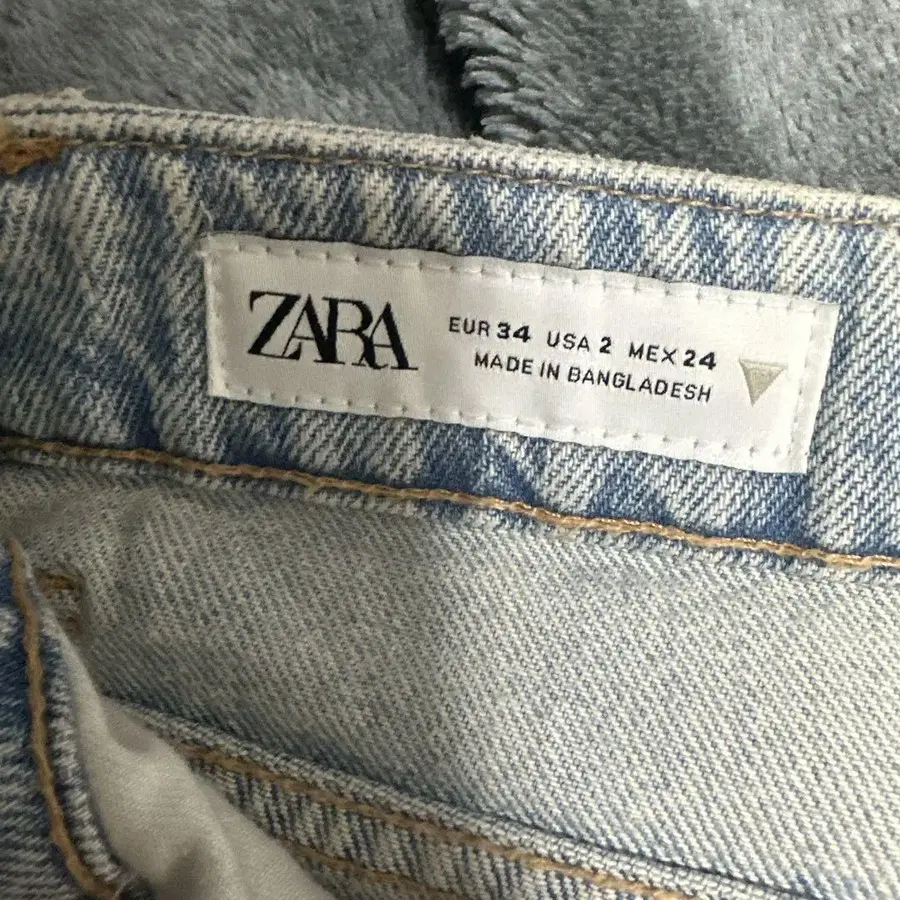 ZARA
EUR 34 USA 2 MEX 24
MADE IN BANGLADESH